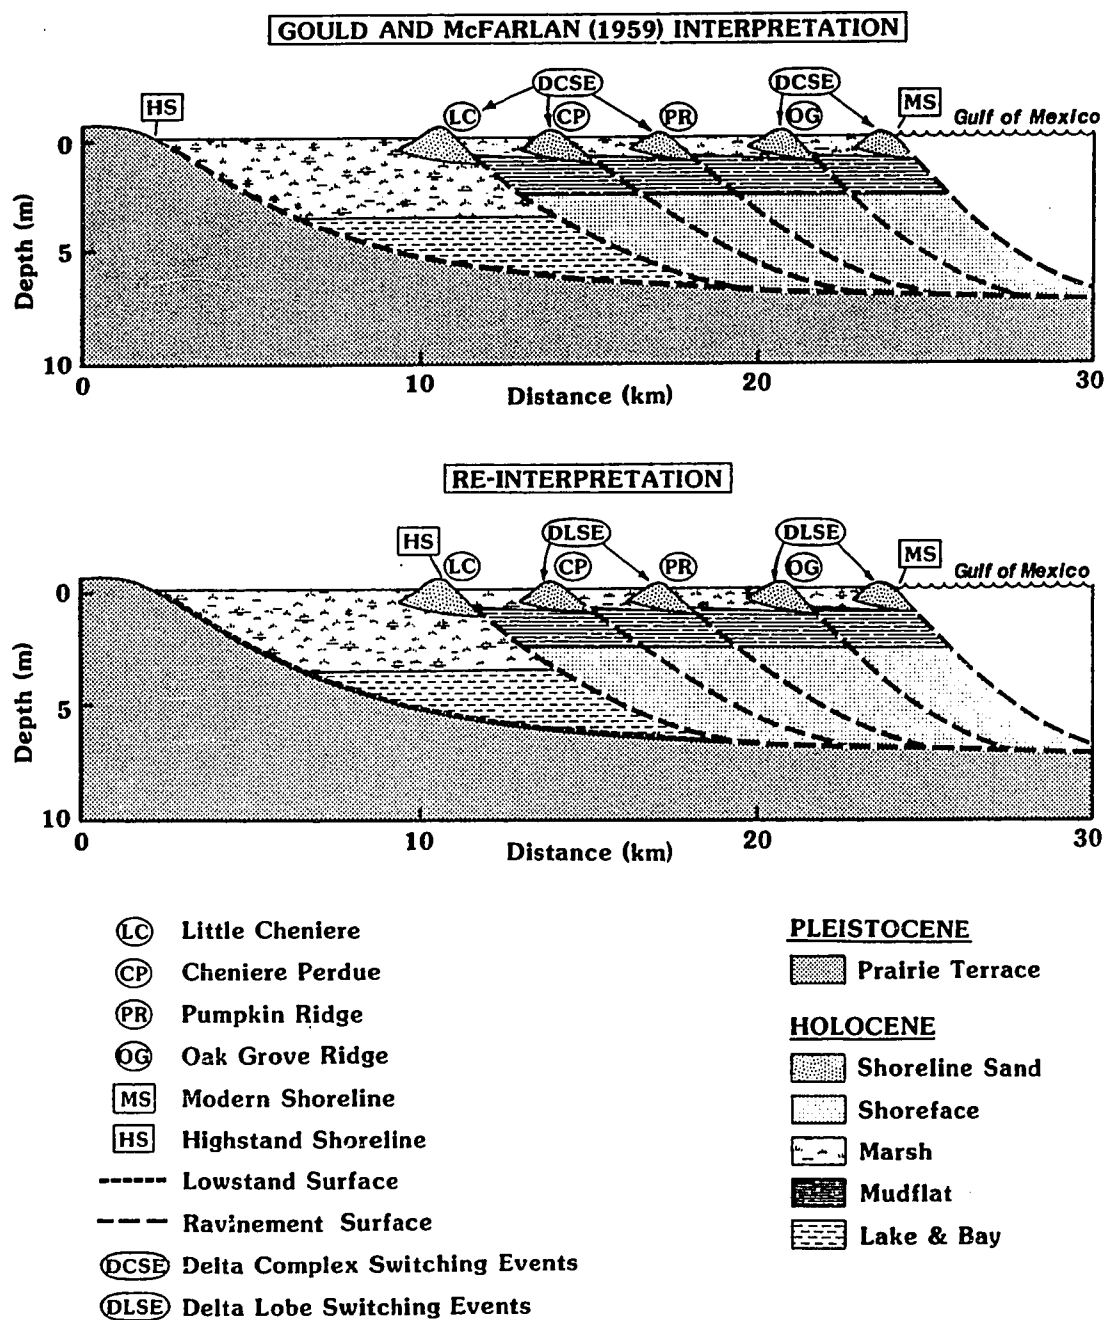 GOULD AND McFARLAN (1959) INTERPRETATION
DCSE DCSE
HS LC CP PR OG MS Gulf of Mexico
0
5
10
Depth (m)
0 10 20 30
Distance (km)
RE-INTERPRETATION
DLSE DLSE
HS LC CP PR OG MS Gulf of Mexico
0
5
10
Depth (m)
0 10 20 30
Distance (km)
LC Little Cheniere
CP Cheniere Perdue
PR Pumpkin Ridge
OG Oak Grove Ridge
MS Modern Shoreline
HS Highstand Shoreline
Lowstand Surface
Ravinement Surface
DCSE Delta Complex Switching Events
DLSE Delta Lobe Switching Events
PLEISTOCENE
Prairie Terrace
HOLOCENE
Shoreline Sand
Shoreface
Marsh
Mudflat
Lake & Bay